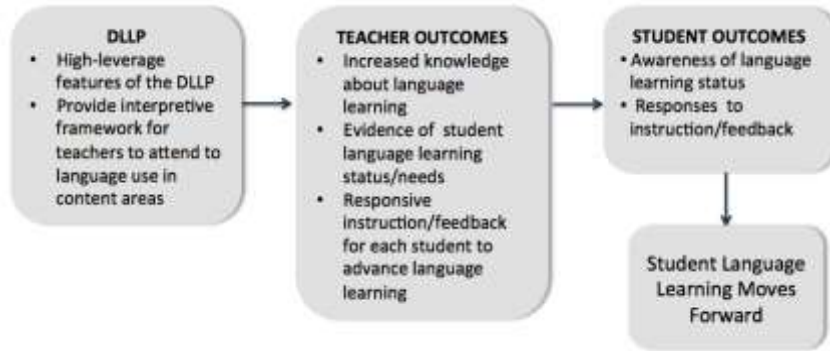 DLLP
• High-leverage
features of the DLLP
• Provide interpretive
framework for
teachers to attend to
language use in
content areas
TEACHER OUTCOMES
• Increased knowledge
about language
learning
• Evidence of student
language learning
status/needs
• Responsive
instruction/feedback
for each student to
advance language
learning
STUDENT OUTCOMES
• Awareness of language
learning status
• Responses to
instruction/feedback
Student Language
Learning Moves
Forward